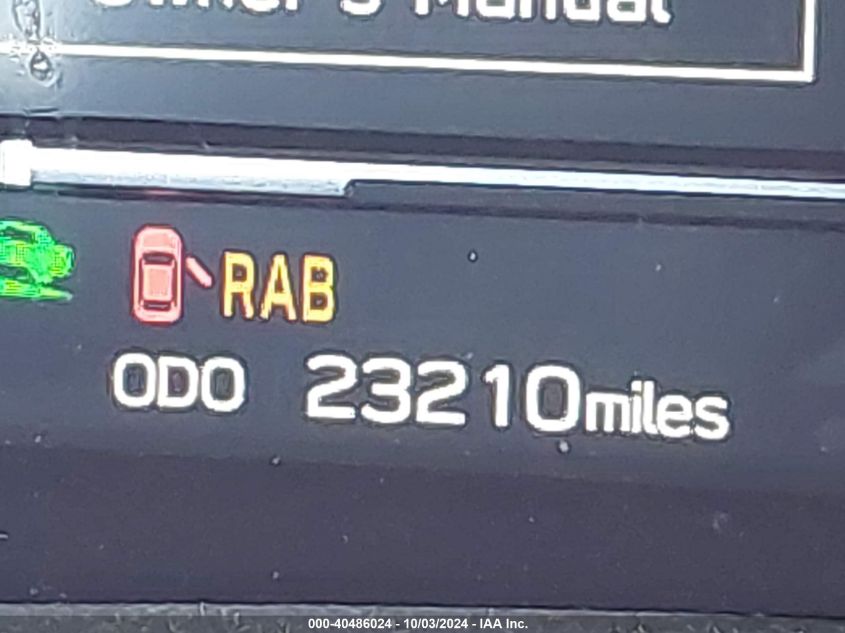 Owner's Manual
RAB
ODO 23210miles
000-40486024 - 10/03/2024 - IAA Inc.